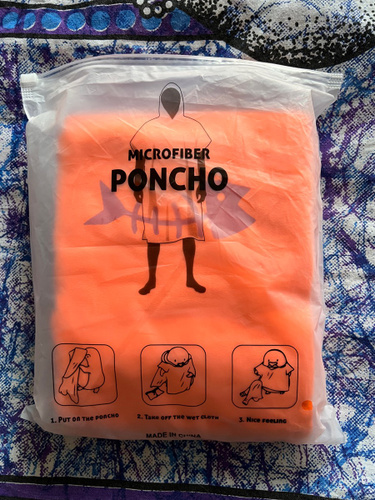 MICROFIBER
PONCHO
1. PUT ON THE PONCHO
2. TAKE OFF THE WET CLOTH
3. NICE FEELING
MADE IN CHINA